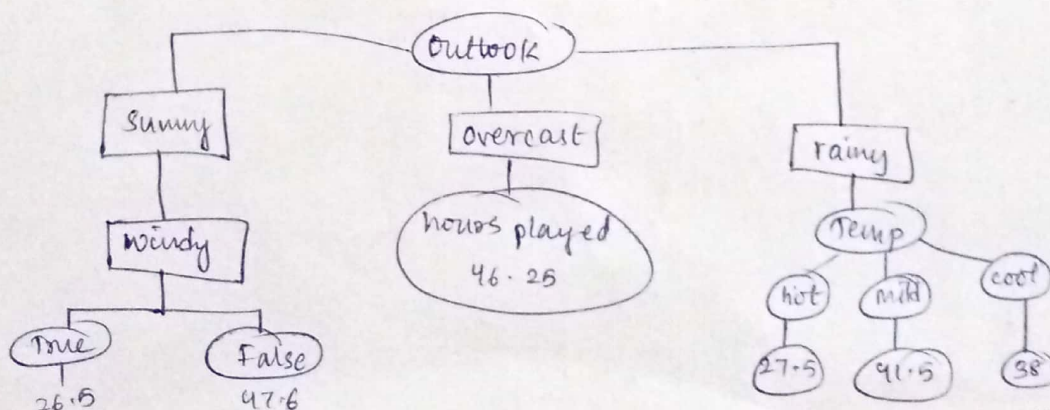 Outlook
Sunny
overcast
rainy
Windy
hours played
46.25
Temp
hot
Mild
cool
True
False
27.5
41.5
38
26.5
47.6